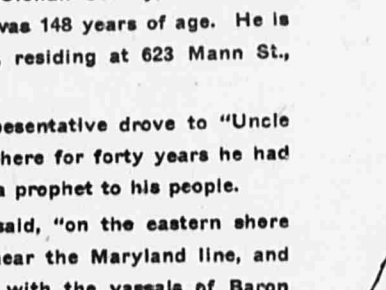 was 148 years of age. He is
, residing at 623 Mann St.,
drove to "Uncle
here for forty years he had
a prophet to his people.
said, "on the eastern shore
near the Maryland line, and
with the vassals of Baron